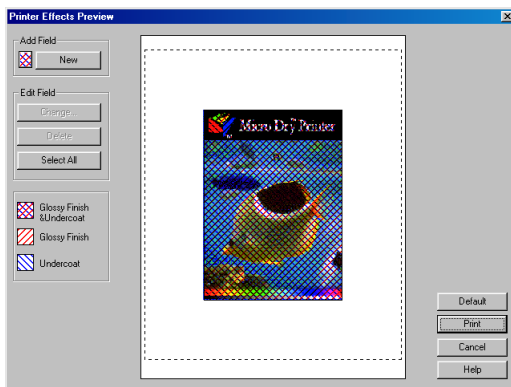 Printer Effects Preview
Add Field
New
Edit Field
Change...
Delete
Select All
Glossy Finish
&Undercoat
Glossy Finish
Undercoat
Micro Dry Printer
Default
Print
Cancel
Help